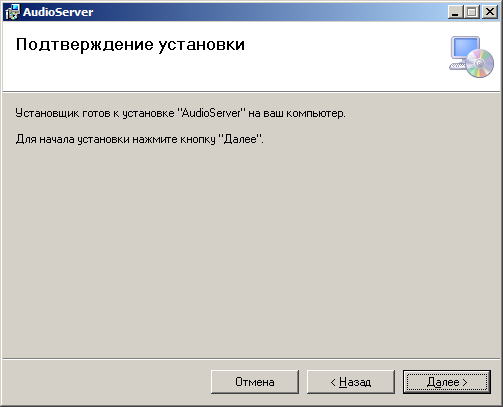 AudioServer
Подтверждение установки
Установщик готов к установке "AudioServer" на ваш компьютер.
Для начала установки нажмите кнопку "Далее".
Отмена
< Назад
Далее >